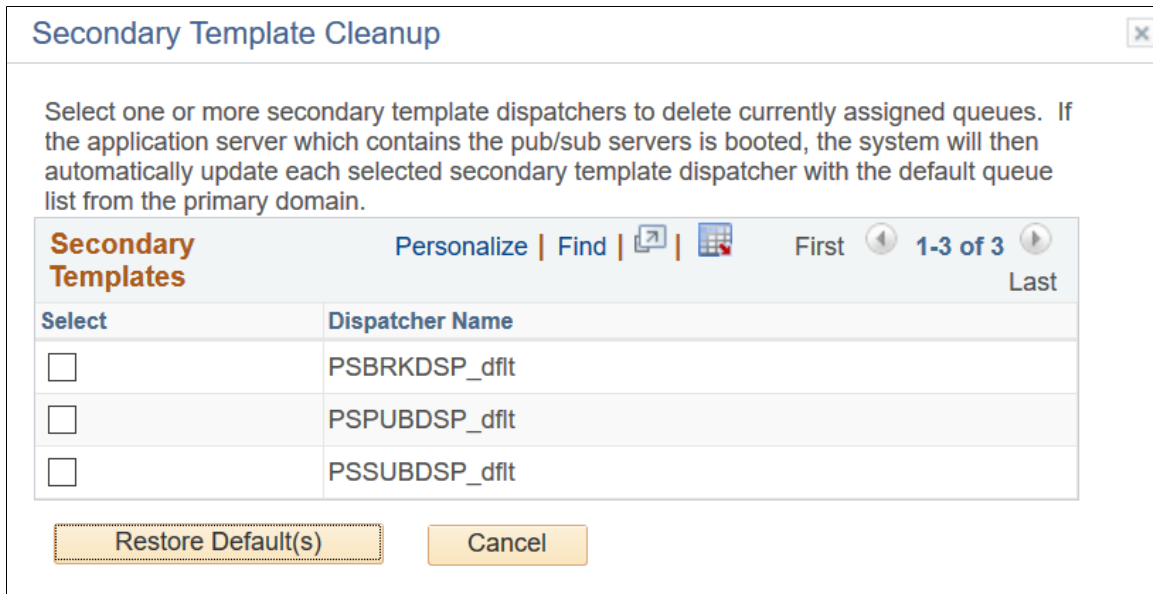 Secondary Template Cleanup
Select one or more secondary template dispatchers to delete currently assigned queues. If
the application server which contains the pub/sub servers is booted, the system will then
automatically update each selected secondary template dispatcher with the default queue
list from the primary domain.
Secondary Templates
Personalize | Find | | First 1-3 of 3 Last
Select Dispatcher Name
PSBRKDSP_dflt
PSPUBDSP_dflt
PSSUBDSP_dflt
Restore Default(s) Cancel